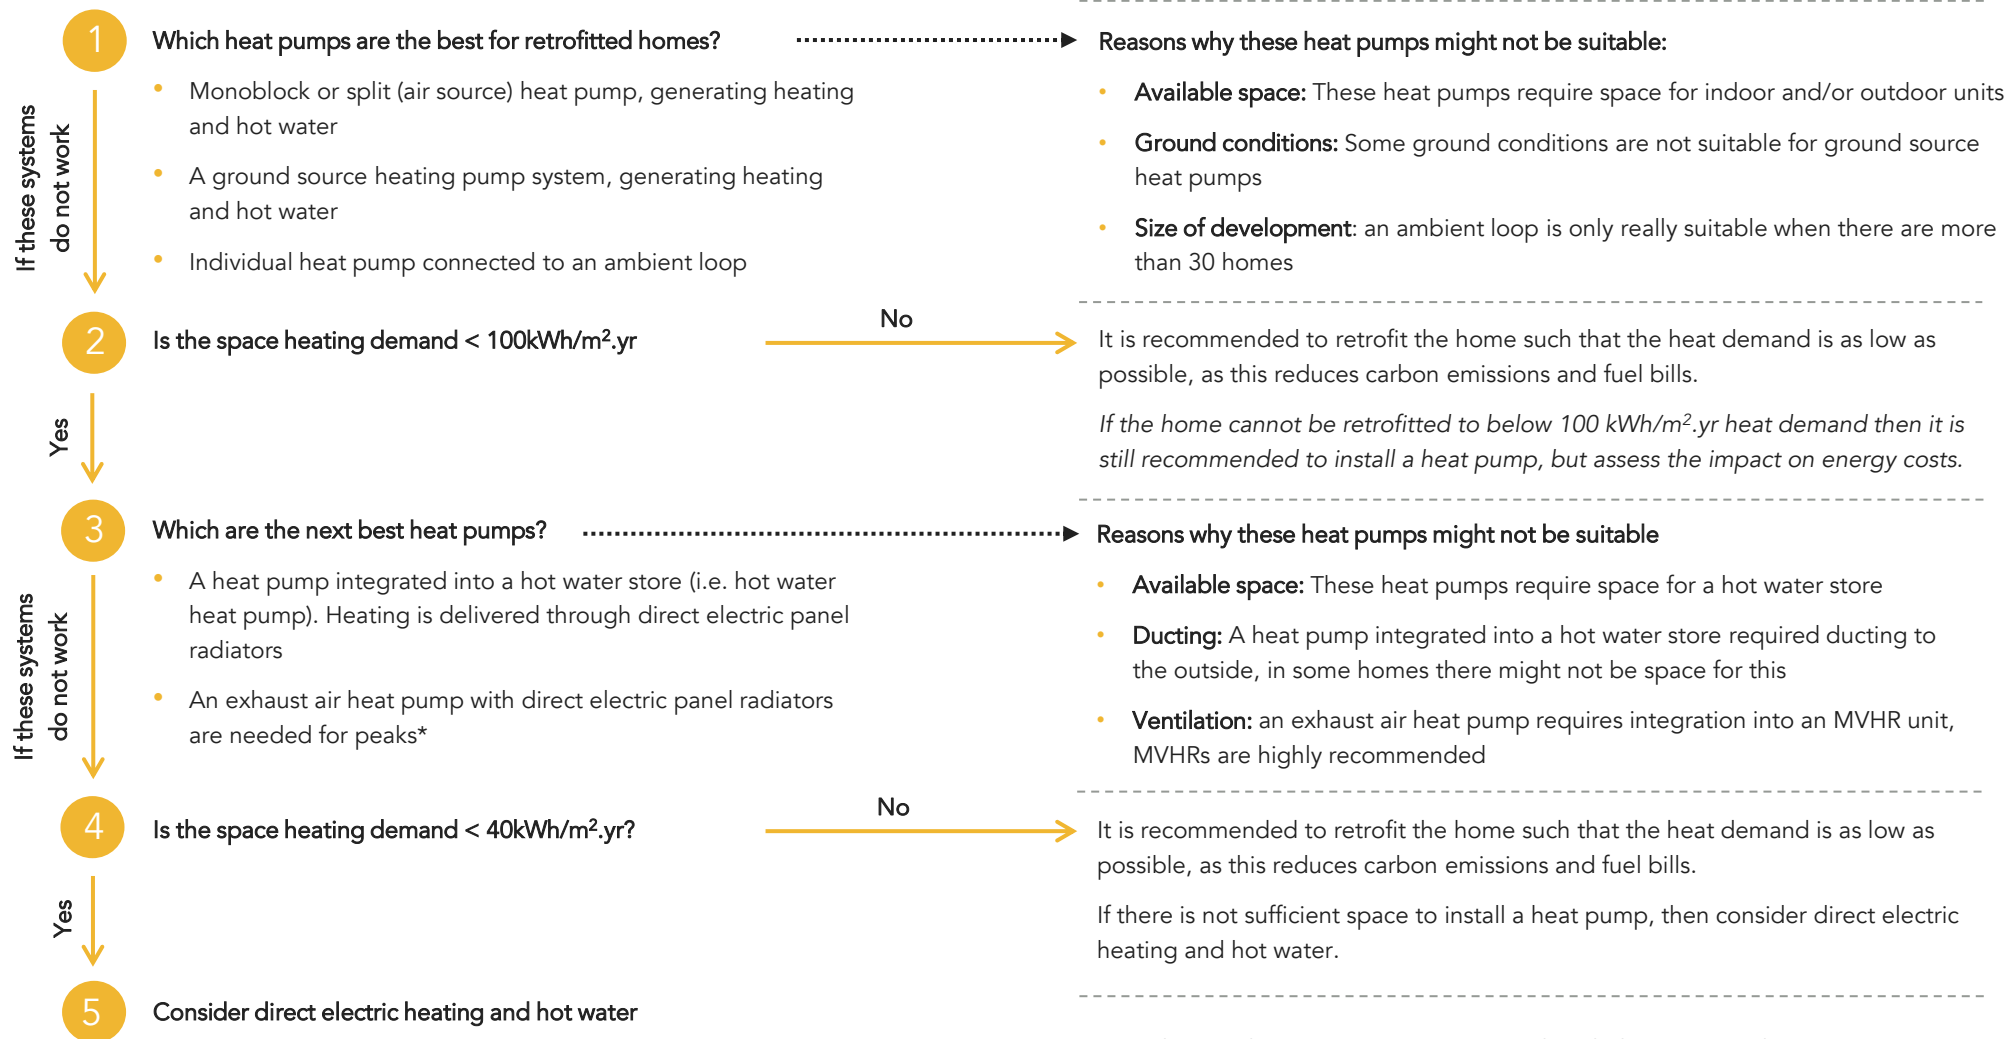 1
Which heat pumps are the best for retrofitted homes?
• Monoblock or split (air source) heat pump, generating heating
and hot water
• A ground source heating pump system, generating heating
and hot water
• Individual heat pump connected to an ambient loop
Reasons why these heat pumps might not be suitable:
• Available space: These heat pumps require space for indoor and/or outdoor units
• Ground conditions: Some ground conditions are not suitable for ground source
heat pumps
• Size of development: an ambient loop is only really suitable when there are more
than 30 homes
If these systems
do not work
2
Is the space heating demand < 100kWh/m².yr
No
It is recommended to retrofit the home such that the heat demand is as low as
possible, as this reduces carbon emissions and fuel bills.
If the home cannot be retrofitted to below 100 kWh/m².yr heat demand then it is
still recommended to install a heat pump, but assess the impact on energy costs.
Yes
3
Which are the next best heat pumps?
• A heat pump integrated into a hot water store (i.e. hot water
heat pump). Heating is delivered through direct electric panel
radiators
• An exhaust air heat pump with direct electric panel radiators
are needed for peaks*
Reasons why these heat pumps might not be suitable
• Available space: These heat pumps require space for a hot water store
• Ducting: A heat pump integrated into a hot water store required ducting to
the outside, in some homes there might not be space for this
• Ventilation: an exhaust air heat pump requires integration into an MVHR unit,
MVHRs are highly recommended
If these systems
do not work
4
Is the space heating demand < 40kWh/m².yr?
No
It is recommended to retrofit the home such that the heat demand is as low as
possible, as this reduces carbon emissions and fuel bills.
If there is not sufficient space to install a heat pump, then consider direct electric
heating and hot water.
Yes
5
Consider direct electric heating and hot water